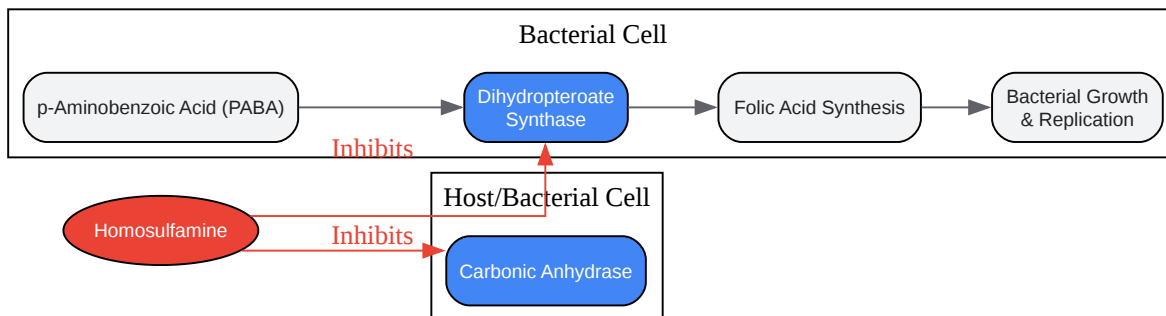 Bacterial Cell
p-Aminobenzoic Acid (PABA)
Dihydropteroate
Synthase
Folic Acid Synthesis
Bacterial Growth
& Replication
Inhibits
Host/Bacterial Cell
Homosulfamine
Inhibits
Carbonic Anhydrase